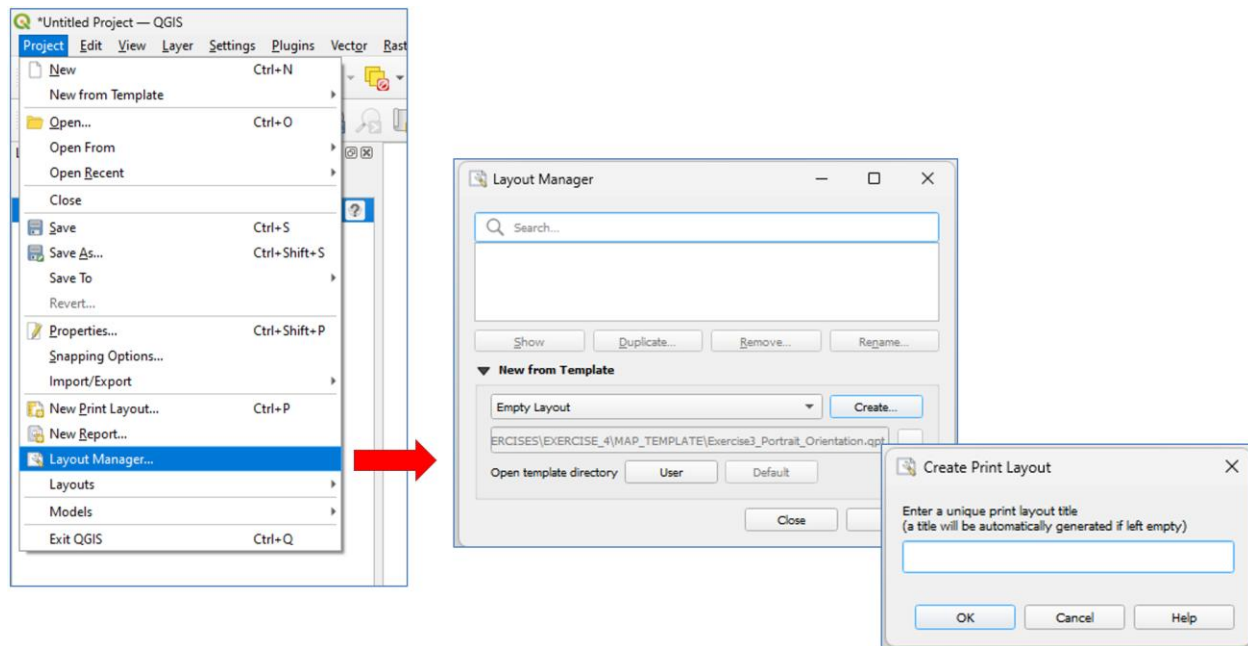 *Untitled Project — QGIS
Project Edit View Layer Settings Plugins Vector Rast
New Ctrl+N
New from Template
Open... Ctrl+O
Open From
Open Recent
Close
Save Ctrl+S
Save As... Ctrl+Shift+S
Save To
Revert...
Properties... Ctrl+Shift+P
Snapping Options...
Import/Export
New Print Layout... Ctrl+P
New Report...
Layout Manager...
Layouts
Models
Exit QGIS Ctrl+Q
Layout Manager
Search...
Show Duplicate... Remove... Rename...
New from Template
Empty Layout Create...
ERCISES\EXERCISE_4\MAP_TEMPLATE\Exercise3_Portrait_Orientation.qpt
Open template directory User Default
Close
Create Print Layout
Enter a unique print layout title
(a title will be automatically generated if left empty)
OK Cancel Help